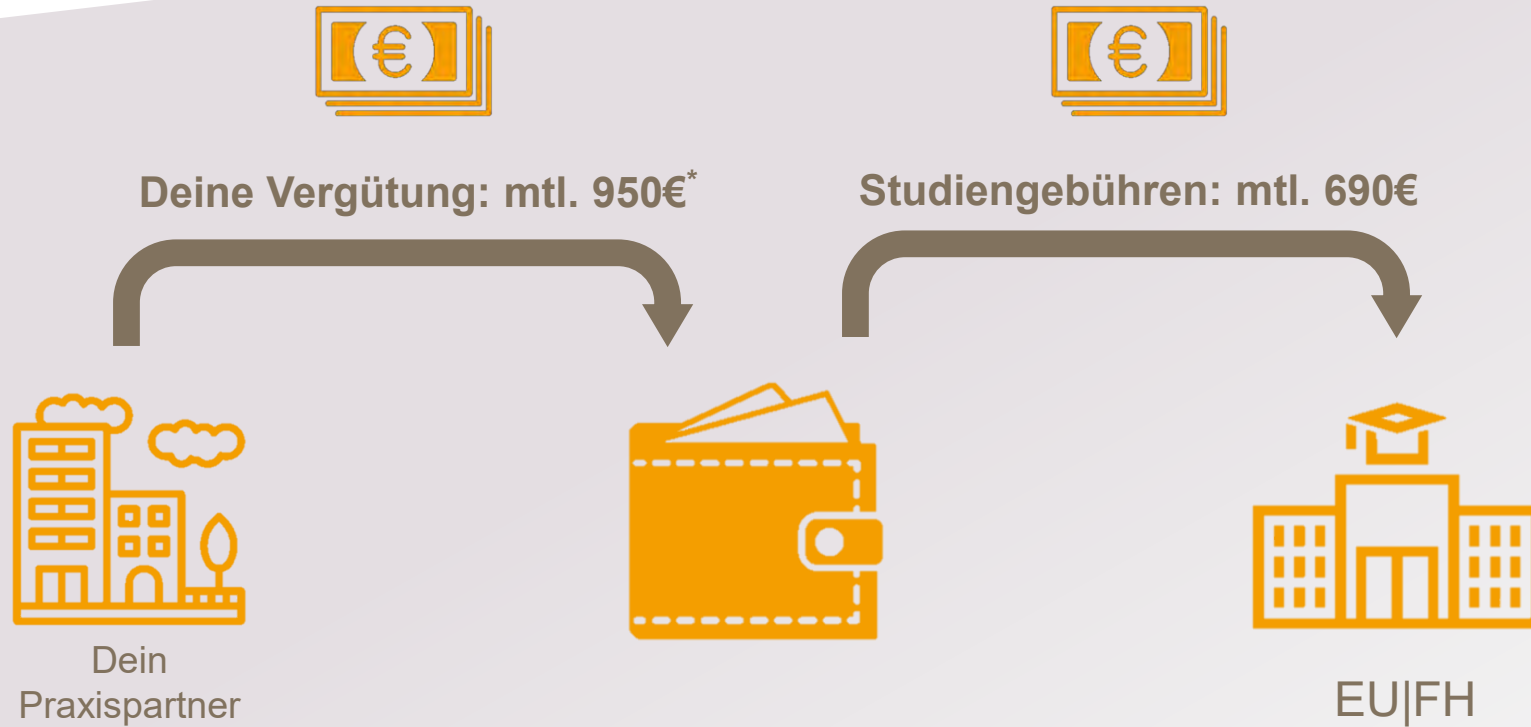 Deine Vergütung: mtl. 950€*
Studiengebühren: mtl. 690€
Dein
Praxispartner
EU|FH